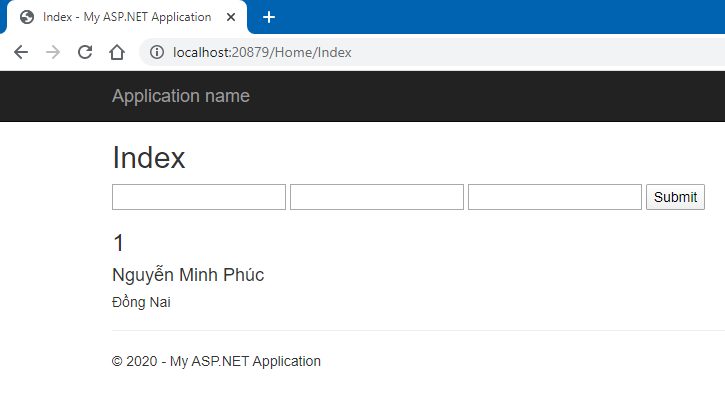 Index - My ASP.NET Application
localhost:20879/Home/Index
Application name
Index
Submit
1
Nguyễn Minh Phúc
Đồng Nai
© 2020 - My ASP.NET Application